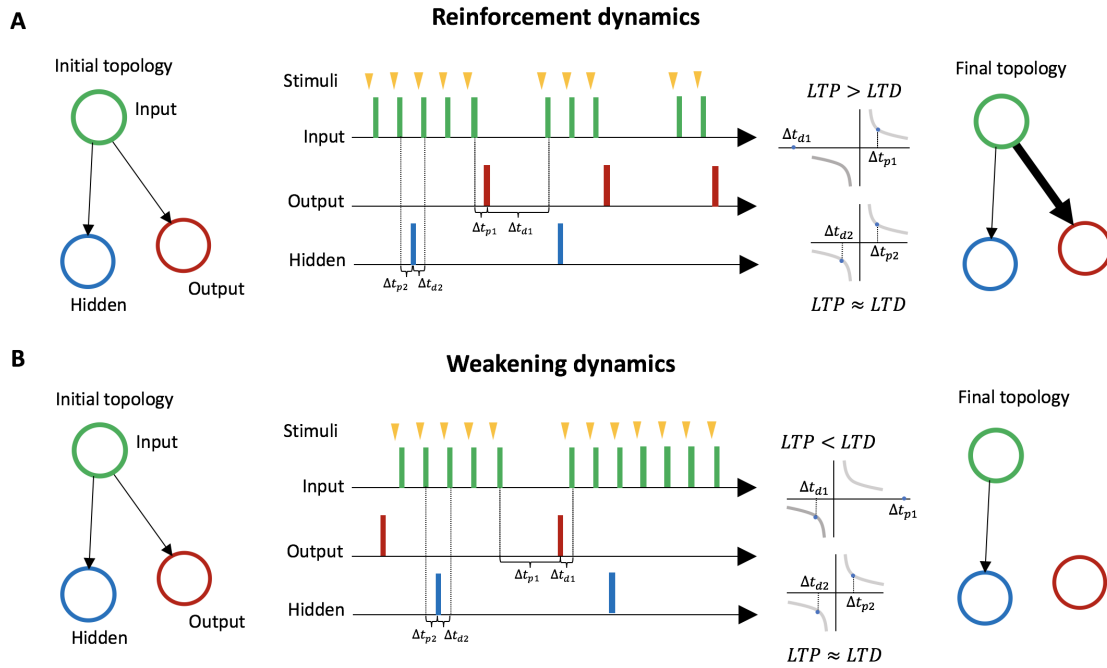 A
Reinforcement dynamics
Initial topology
Input
Hidden
Output
Stimuli
Input
Output
Hidden
Δt_p1 Δt_d1
Δt_p2 Δt_d2
LTP > LTD
Δt_d1
Δt_p1
Δt_d2
Δt_p2
LTP ≈ LTD
Final topology
B
Weakening dynamics
Initial topology
Input
Hidden
Output
Stimuli
Input
Output
Hidden
Δt_p1 Δt_d1
Δt_p2 Δt_d2
LTP < LTD
Δt_d1
Δt_p1
Δt_d2
Δt_p2
LTP ≈ LTD
Final topology